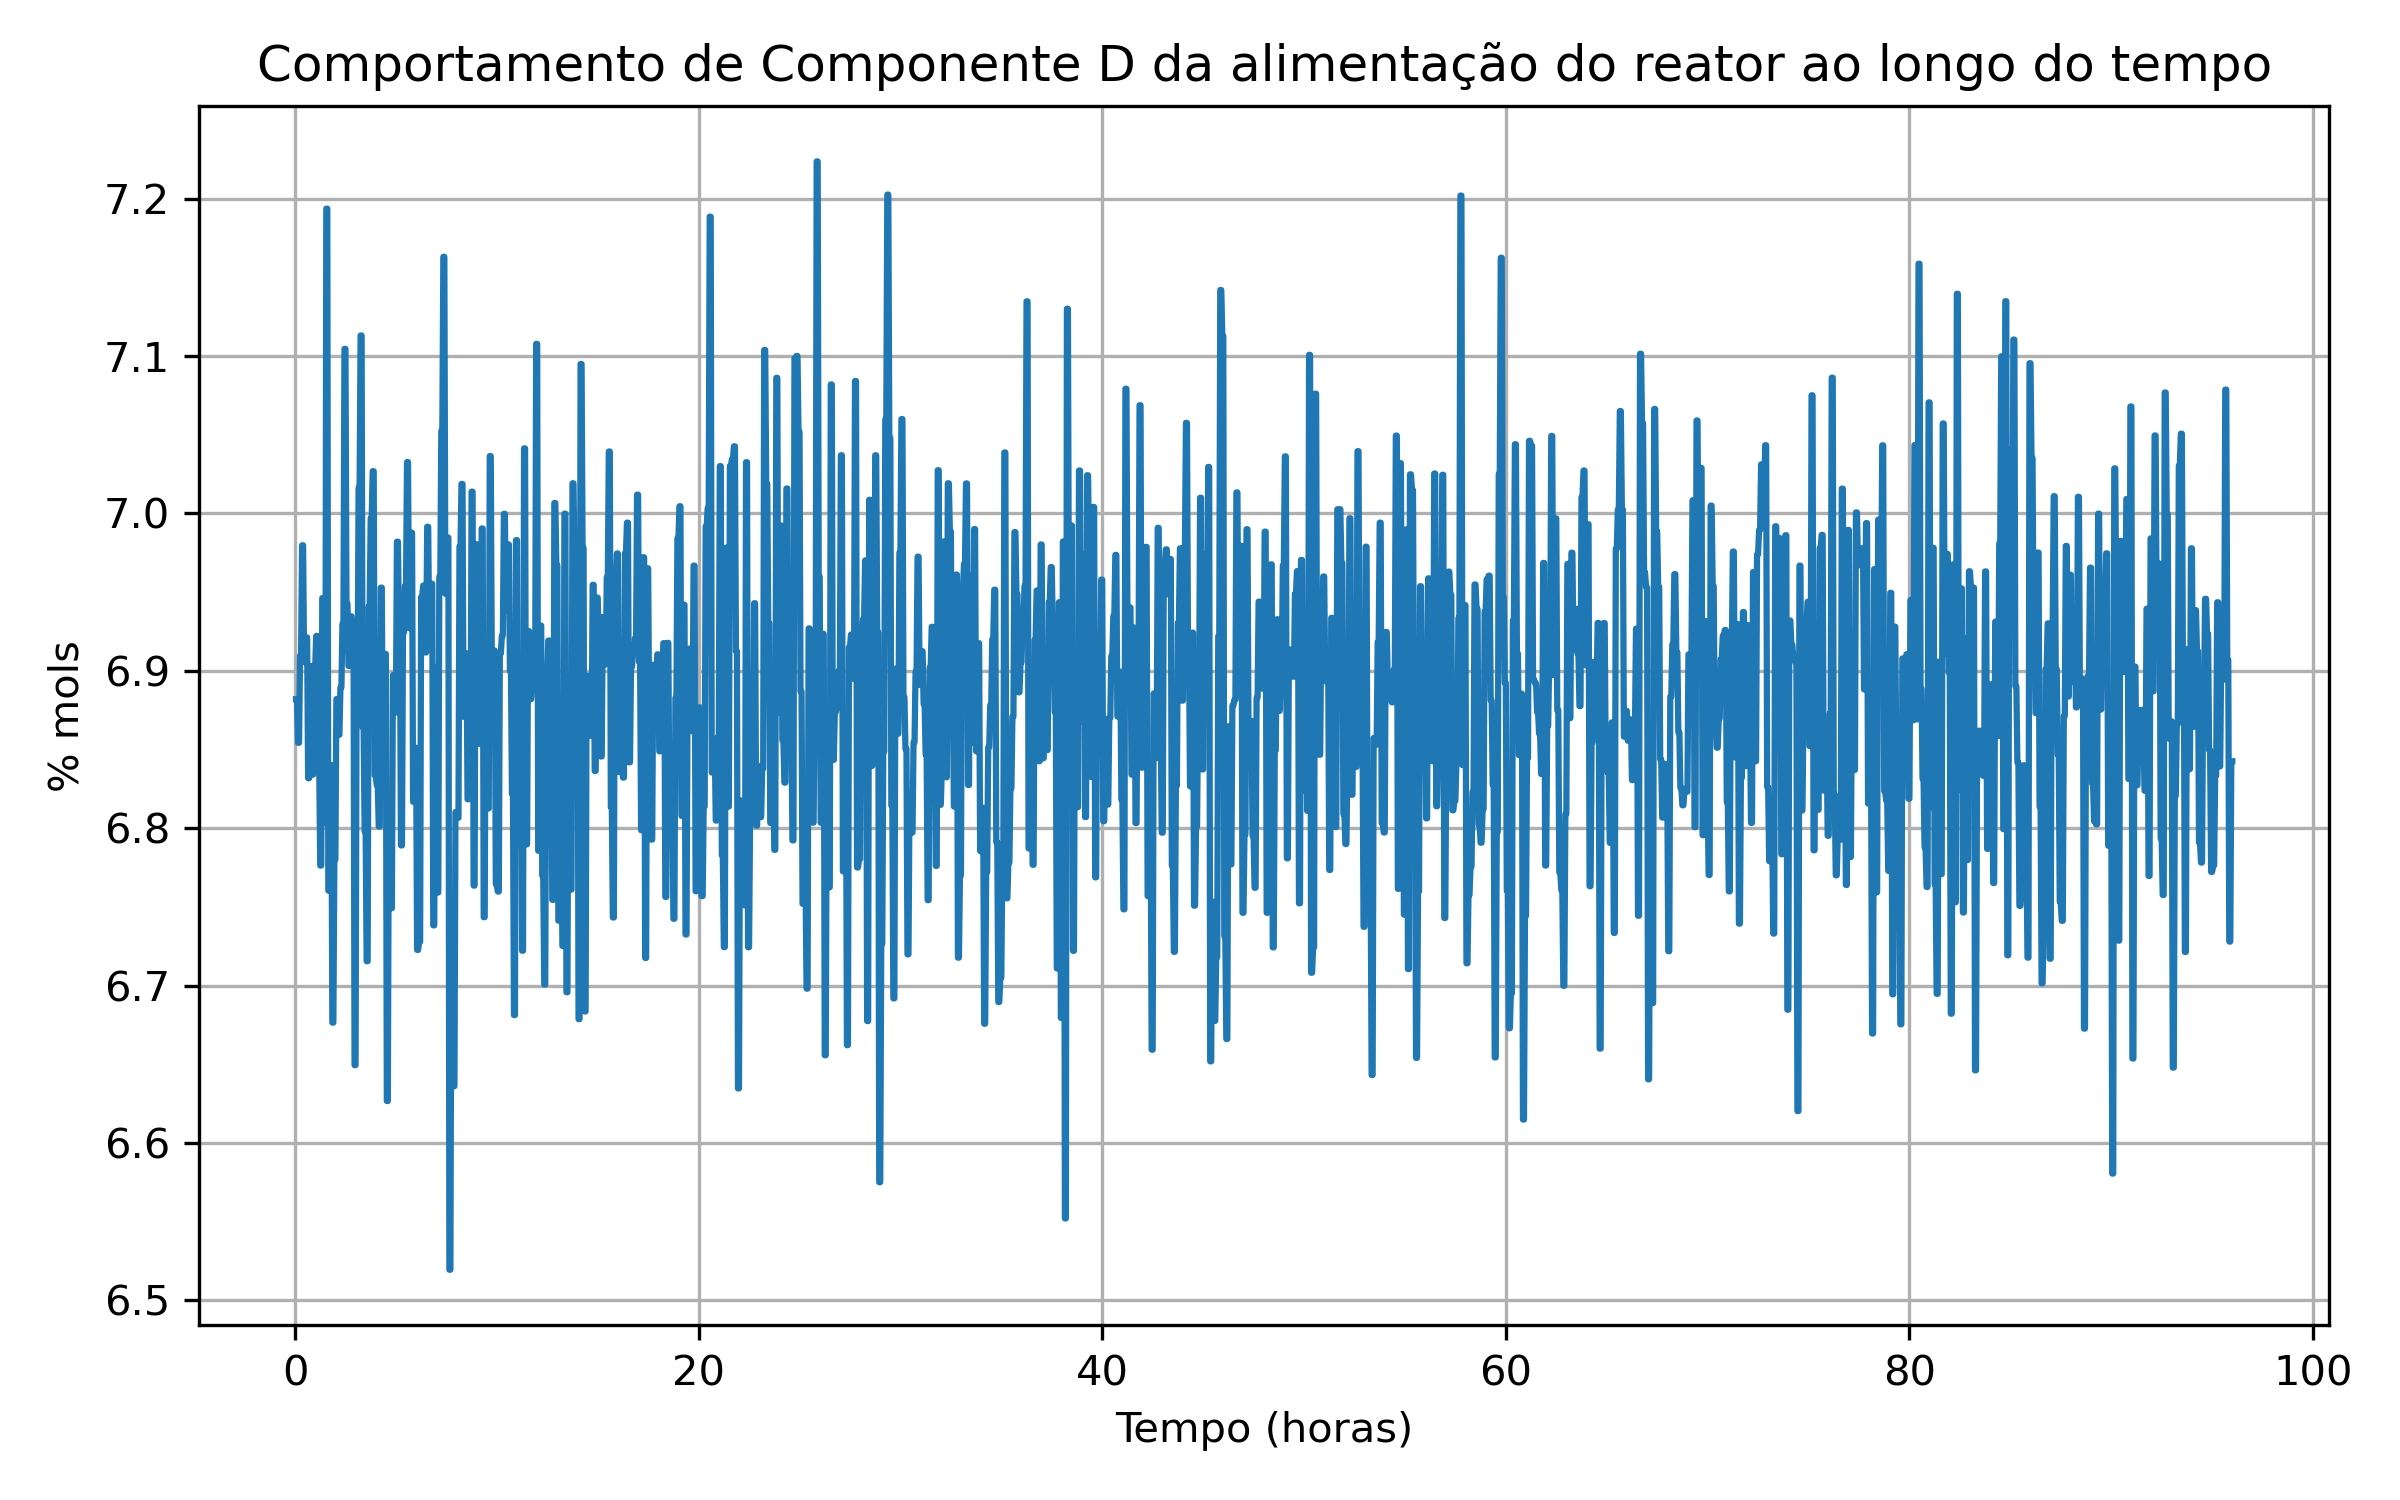 Comportamento de Componente D da alimentação do reator ao longo do tempo
% mols
7.2
7.1
7.0
6.9
6.8
6.7
6.6
6.5
0 20 40 60 80 100
Tempo (horas)